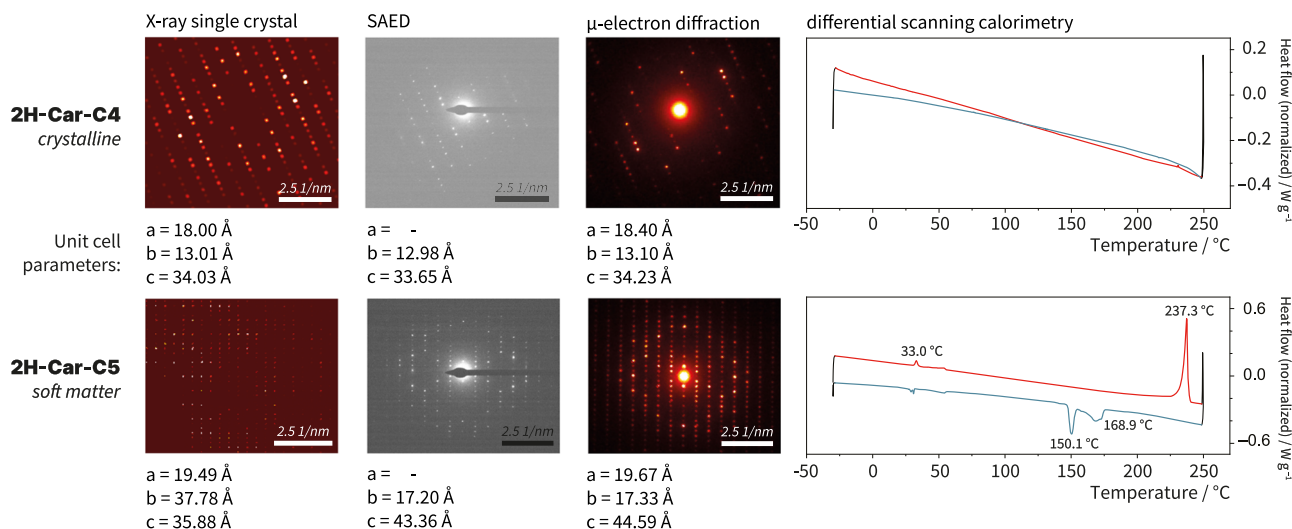 X-ray single crystal
SAED
µ-electron diffraction
differential scanning calorimetry
2H-Car-C4
crystalline
2.5 1/nm
2.5 1/nm
2.5 1/nm
0.2
0.0
−0.2
−0.4
Heat flow (normalized) / W g⁻¹
-50
0
50
100
150
200
250
Temperature / °C
Unit cell
parameters:
a = 18.00 Å
b = 13.01 Å
c = 34.03 Å
a = -
b = 12.98 Å
c = 33.65 Å
a = 18.40 Å
b = 13.10 Å
c = 34.23 Å
2H-Car-C5
soft matter
2.5 1/nm
2.5 1/nm
2.5 1/nm
33.0 °C
237.3 °C
150.1 °C
168.9 °C
0.6
0.0
−0.6
Heat flow (normalized) / W g⁻¹
-50
0
50
100
150
200
250
Temperature / °C
a = 19.49 Å
b = 37.78 Å
c = 35.88 Å
a = -
b = 17.20 Å
c = 43.36 Å
a = 19.67 Å
b = 17.33 Å
c = 44.59 Å